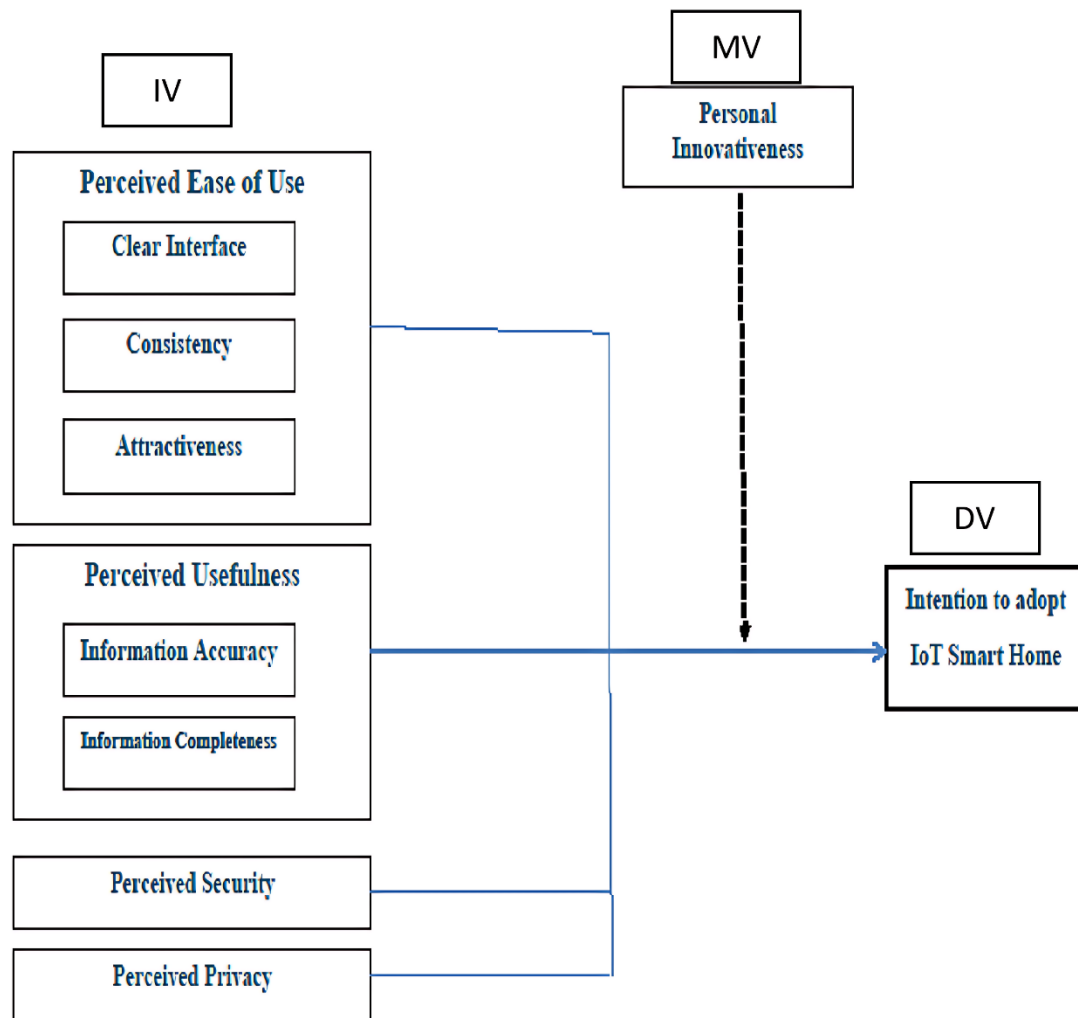 MV
IV
Personal
Innovativeness
Perceived Ease of Use
Clear Interface
Consistency
Attractiveness
DV
Perceived Usefulness
Intention to adopt
Information Accuracy
IoT Smart Home
Information Completeness
Perceived Security
Perceived Privacy